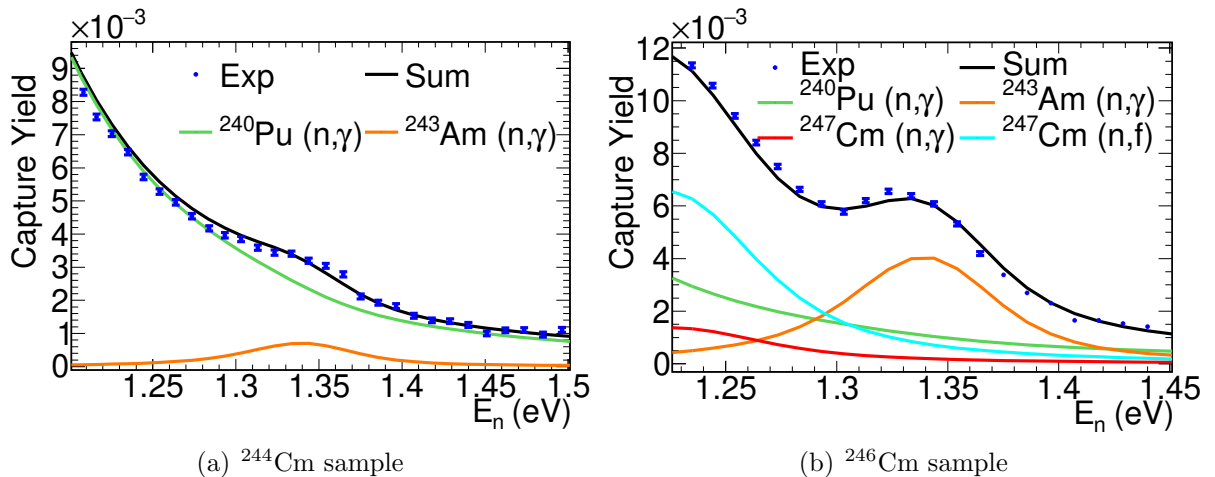 ×10⁻³
Capture Yield
9
8
7
6
5
4
3
2
1
0
Exp
Sum
²⁴⁰Pu (n,γ)
²⁴³Am (n,γ)
1.25 1.3 1.35 1.4 1.45 1.5
Eₙ (eV)
(a) ²⁴⁴Cm sample
×10⁻³
Capture Yield
12
10
8
6
4
2
0
Exp
Sum
²⁴⁰Pu (n,γ)
²⁴³Am (n,γ)
²⁴⁷Cm (n,γ)
²⁴⁷Cm (n,f)
1.25 1.3 1.35 1.4 1.45
Eₙ (eV)
(b) ²⁴⁶Cm sample